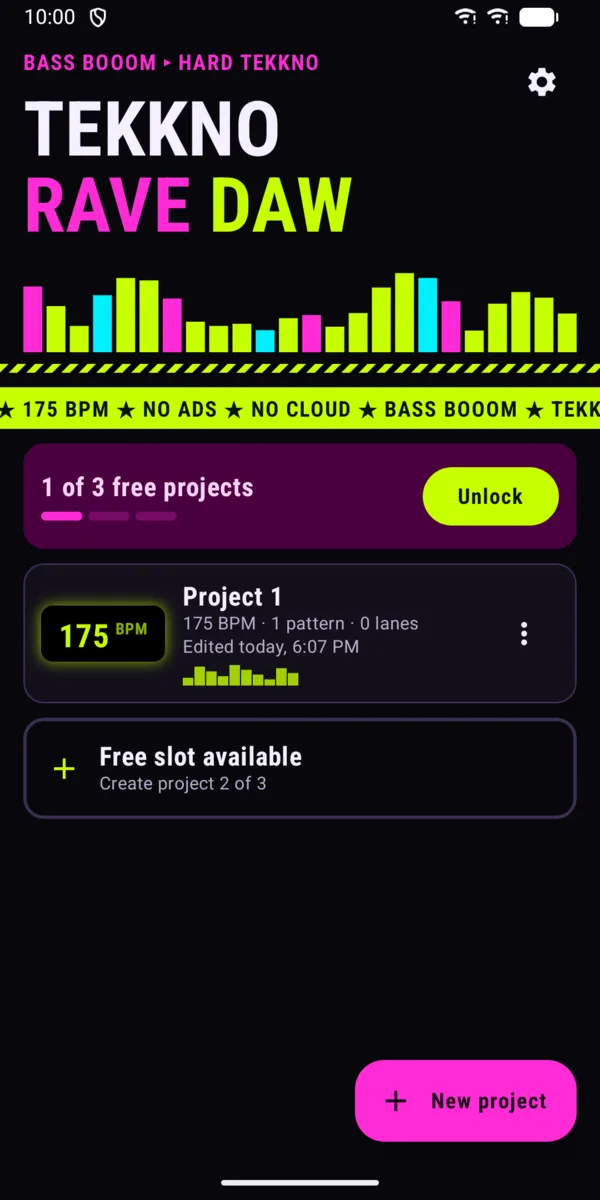 10:00
BASS BOOOM ▸ HARD TEKKNO
TEKKNO
RAVE DAW
★ 175 BPM ★ NO ADS ★ NO CLOUD ★ BASS BOOOM ★ TEKK
1 of 3 free projects
Unlock
Project 1
175 BPM
175 BPM · 1 pattern · 0 lanes
Edited today, 6:07 PM
Free slot available
Create project 2 of 3
New project